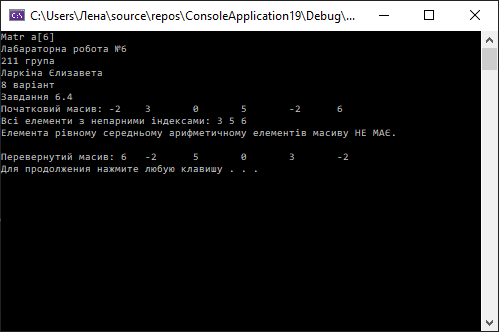 C:\Users\Лена\source\repos\ConsoleApplication19\Debug\...
Matr a[6]
Лабараторна робота №6
211 група
Ларкіна Єлизавета
8 варіант
Завдання 6.4
Початковий масив: -2 3 0 5 -2 6
Всі елементи з непарними індексами: 3 5 6
Елемента рівному середньому арифметичному елементів масиву НЕ МАЄ.
Перевернутий масив: 6 -2 5 0 3 -2
Для продолжения нажмите любую клавишу . . .